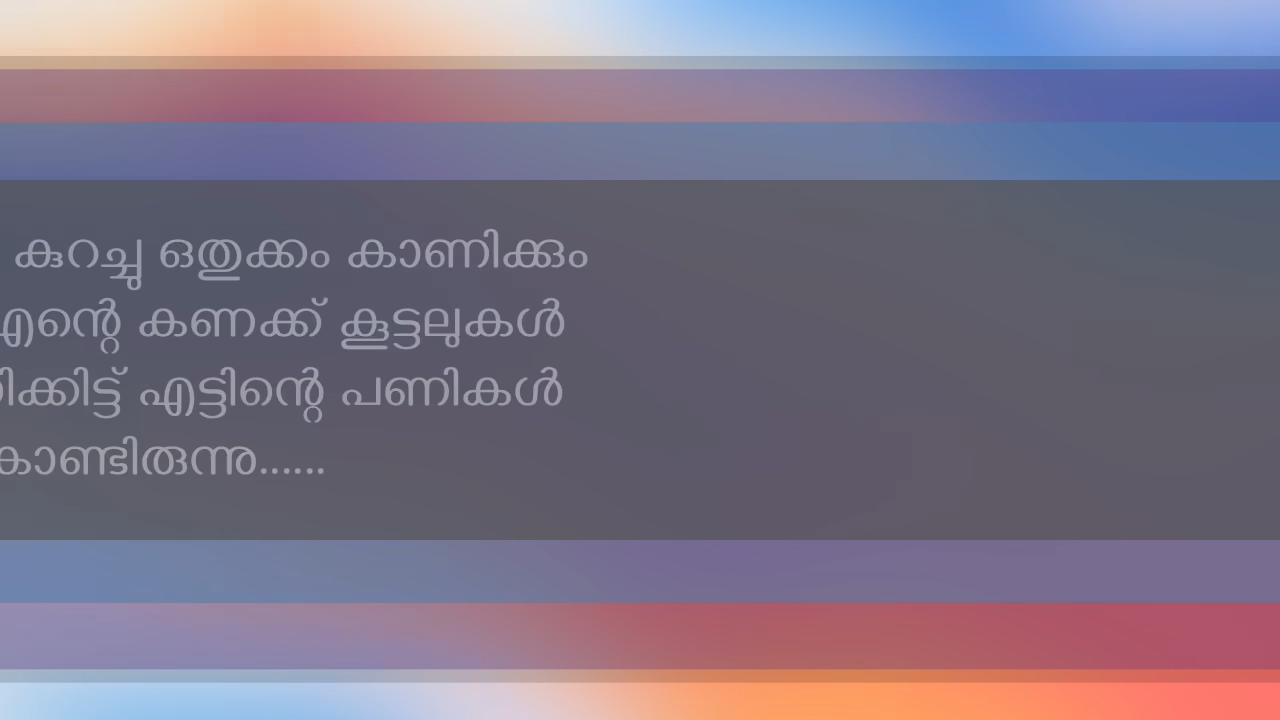 കുറച്ചു ഒതുക്കം കാണിക്കും
എന്റെ കണക്ക് കൂട്ടലുകൾ
എട്ടിന്റെ പണികൾ
......